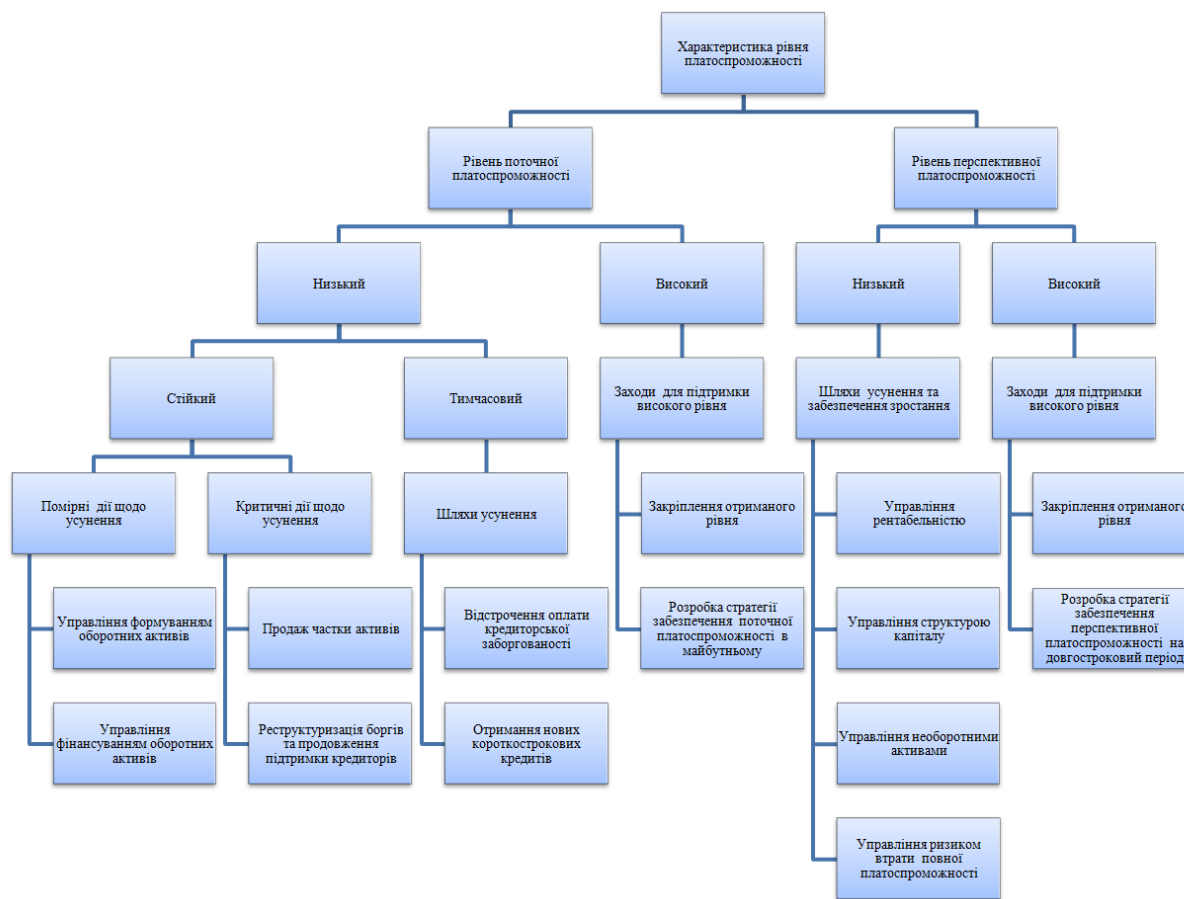 Характеристика рівня
платоспроможності
Рівень поточної
платоспроможності
Рівень перспективної
платоспроможності
Низький
Високий
Низький
Високий
Стійкий
Тимчасовий
Заходи для підтримки
високого рівня
Шляхи усунення та
забезпечення зростання
Заходи для підтримки
високого рівня
Помірні дії щодо
усунення
Критичні дії щодо
усунення
Шляхи усунення
Закріплення отриманого
рівня
Управління
рентабельністю
Закріплення отриманого
рівня
Управління формуванням
оборотних активів
Продаж частки активів
Відстрочення оплати
кредиторської
заборгованості
Розробка стратегії
забезпечення поточної
платоспроможності в
майбутньому
Управління структурою
капіталу
Розробка стратегії
забезпечення
перспективної
платоспроможності на
довгостроковий період
Управління
фінансуванням оборотних
активів
Реструктуризація боргів
та продовження
підтримки кредиторів
Отримання нових
короткострокових
кредитів
Управління необоротними
активами
Управління ризиком
втрати повної
платоспроможності